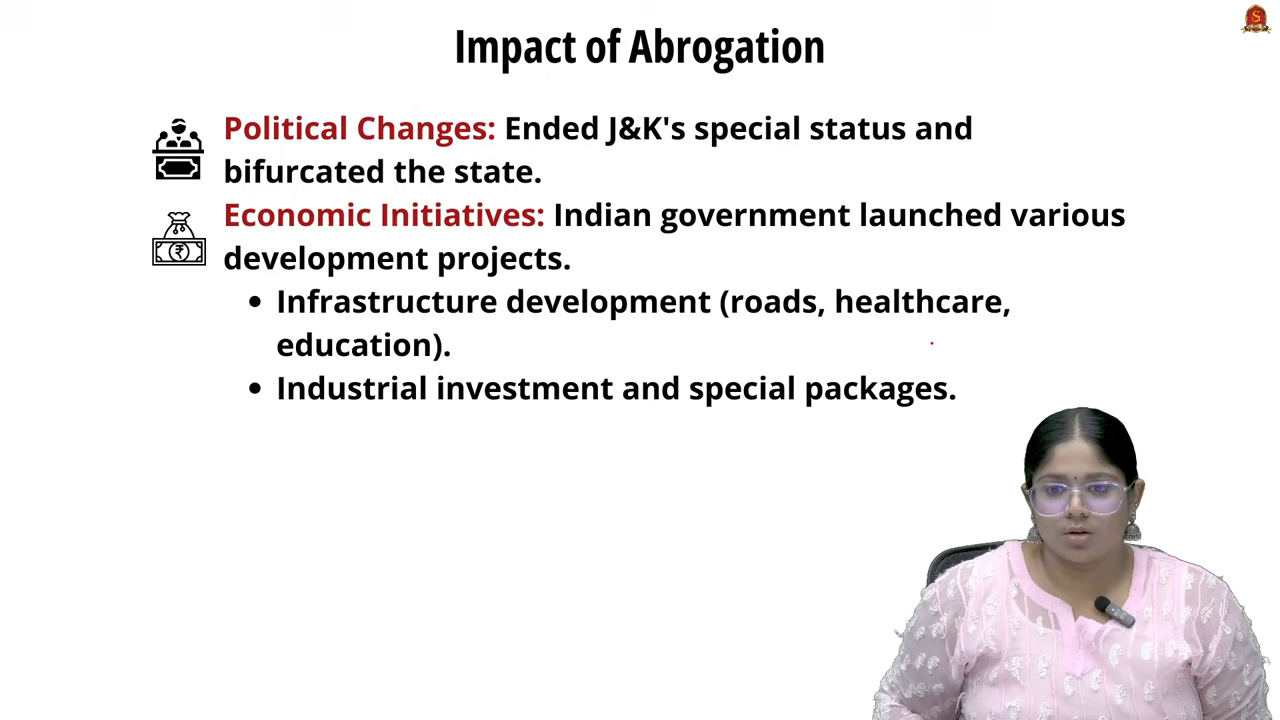 Impact of Abrogation
Political Changes: Ended J&K's special status and
bifurcated the state.
Economic Initiatives: Indian government launched various
development projects.
• Infrastructure development (roads, healthcare,
education).
• Industrial investment and special packages.
S